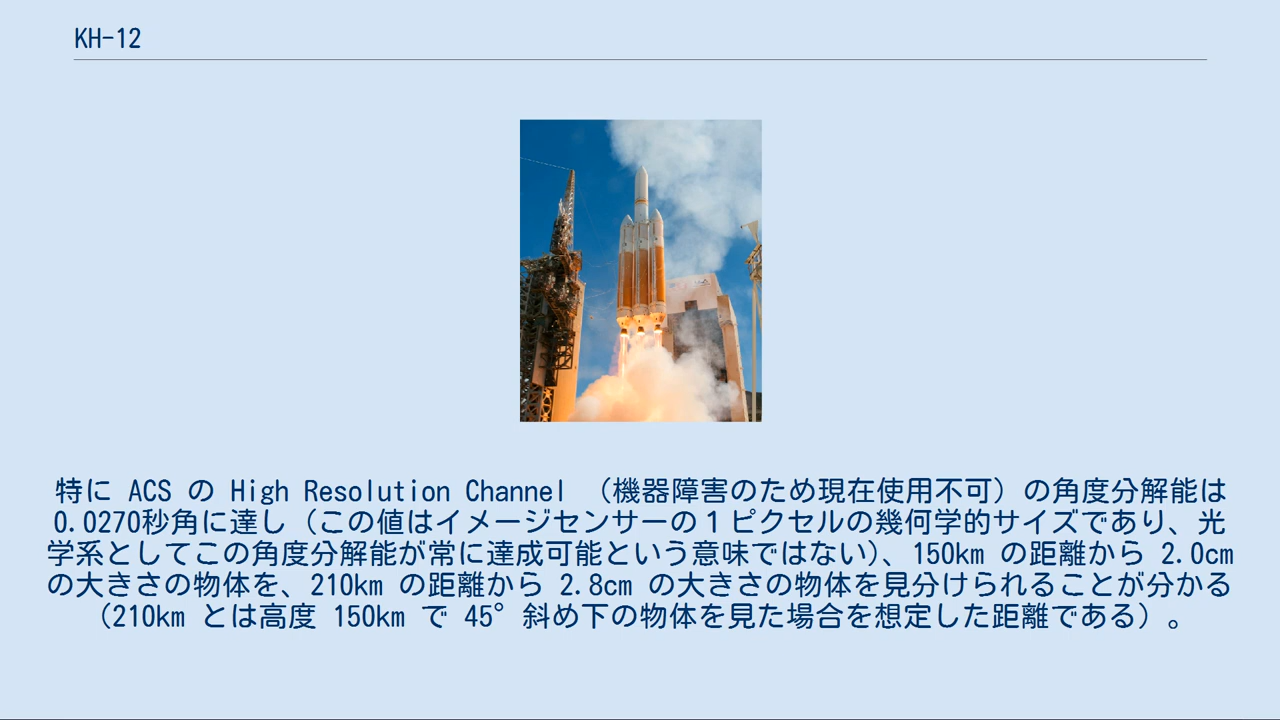 KH-12
特に ACS の High Resolution Channel （機器障害のため現在使用不可）の角度分解能は
0.0270秒角に達し（この値はイメージセンサーの１ピクセルの幾何学的サイズであり、光
学系としてこの角度分解能が常に達成可能という意味ではない）、150km の距離から 2.0cm
の大きさの物体を、210km の距離から 2.8cm の大きさの物体を見分けられることが分かる
（210km とは高度 150km で 45° 斜め下の物体を見た場合を想定した距離である）。